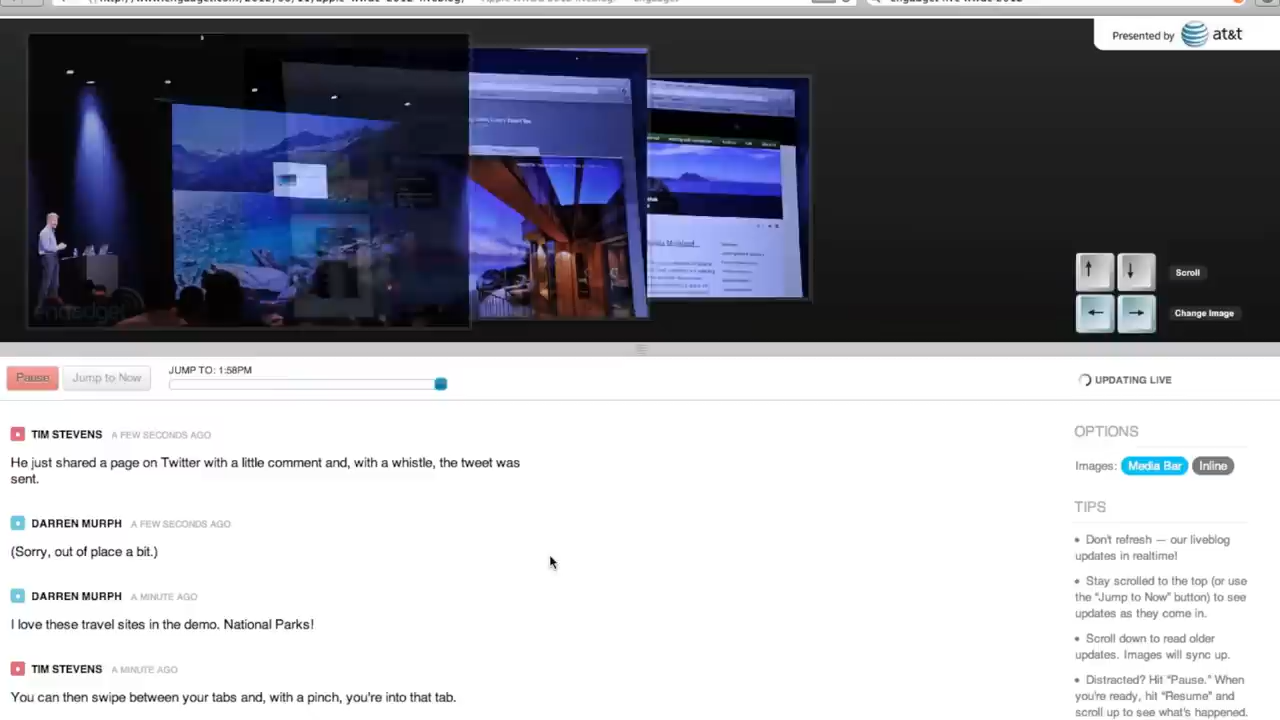 Presented by at&t
engadget
Scroll
Change Image
Pause
Jump to Now
JUMP TO: 1:58PM
UPDATING LIVE
TIM STEVENS A FEW SECONDS AGO
He just shared a page on Twitter with a little comment and, with a whistle, the tweet was
sent.
DARREN MURPH A FEW SECONDS AGO
(Sorry, out of place a bit.)
DARREN MURPH A MINUTE AGO
I love these travel sites in the demo. National Parks!
TIM STEVENS A MINUTE AGO
You can then swipe between your tabs and, with a pinch, you're into that tab.
OPTIONS
Images: Media Bar Inline
TIPS
• Don't refresh — our liveblog
updates in realtime!
• Stay scrolled to the top (or use
the "Jump to Now" button) to see
updates as they come in.
• Scroll down to read older
updates. Images will sync up.
• Distracted? Hit "Pause." When
you're ready, hit "Resume" and
scroll up to see what's happened.